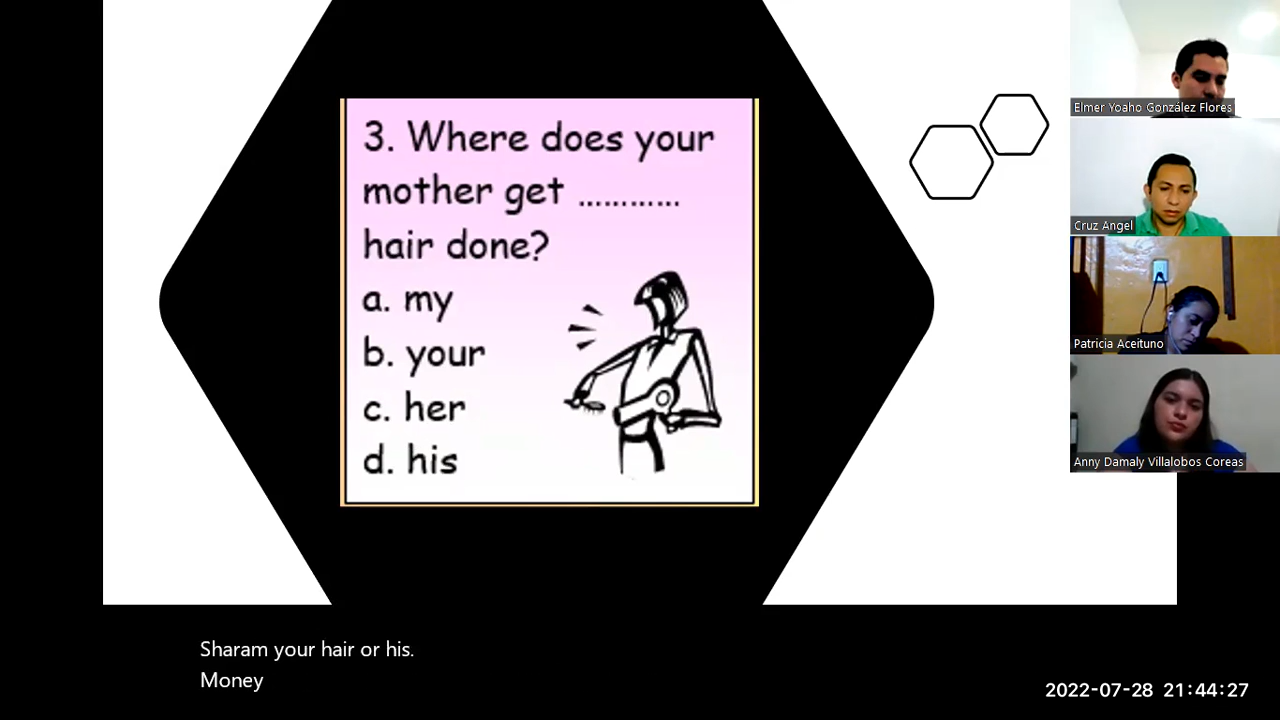 3. Where does your
mother get ............
hair done?
a. my
b. your
c. her
d. his
Elmer Yoaho González Flores
Cruz Angel
Patricia Aceituno
Anny Damaly Villalobos Coreas
Sharam your hair or his.
Money
2022-07-28 21:44:27